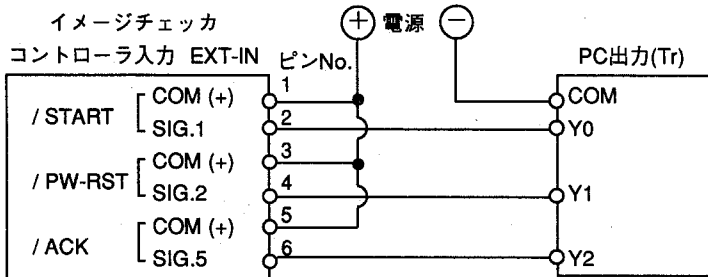 イメージチェッカ
コントローラ入力 EXT-IN
ピンNo.
⊕ 電源 ⊖
PC出力(Tr)
/ START
COM (+) 1
SIG.1 2
/ PW-RST
COM (+) 3
SIG.2 4
/ ACK
COM (+) 5
SIG.5 6
COM
Y0
Y1
Y2